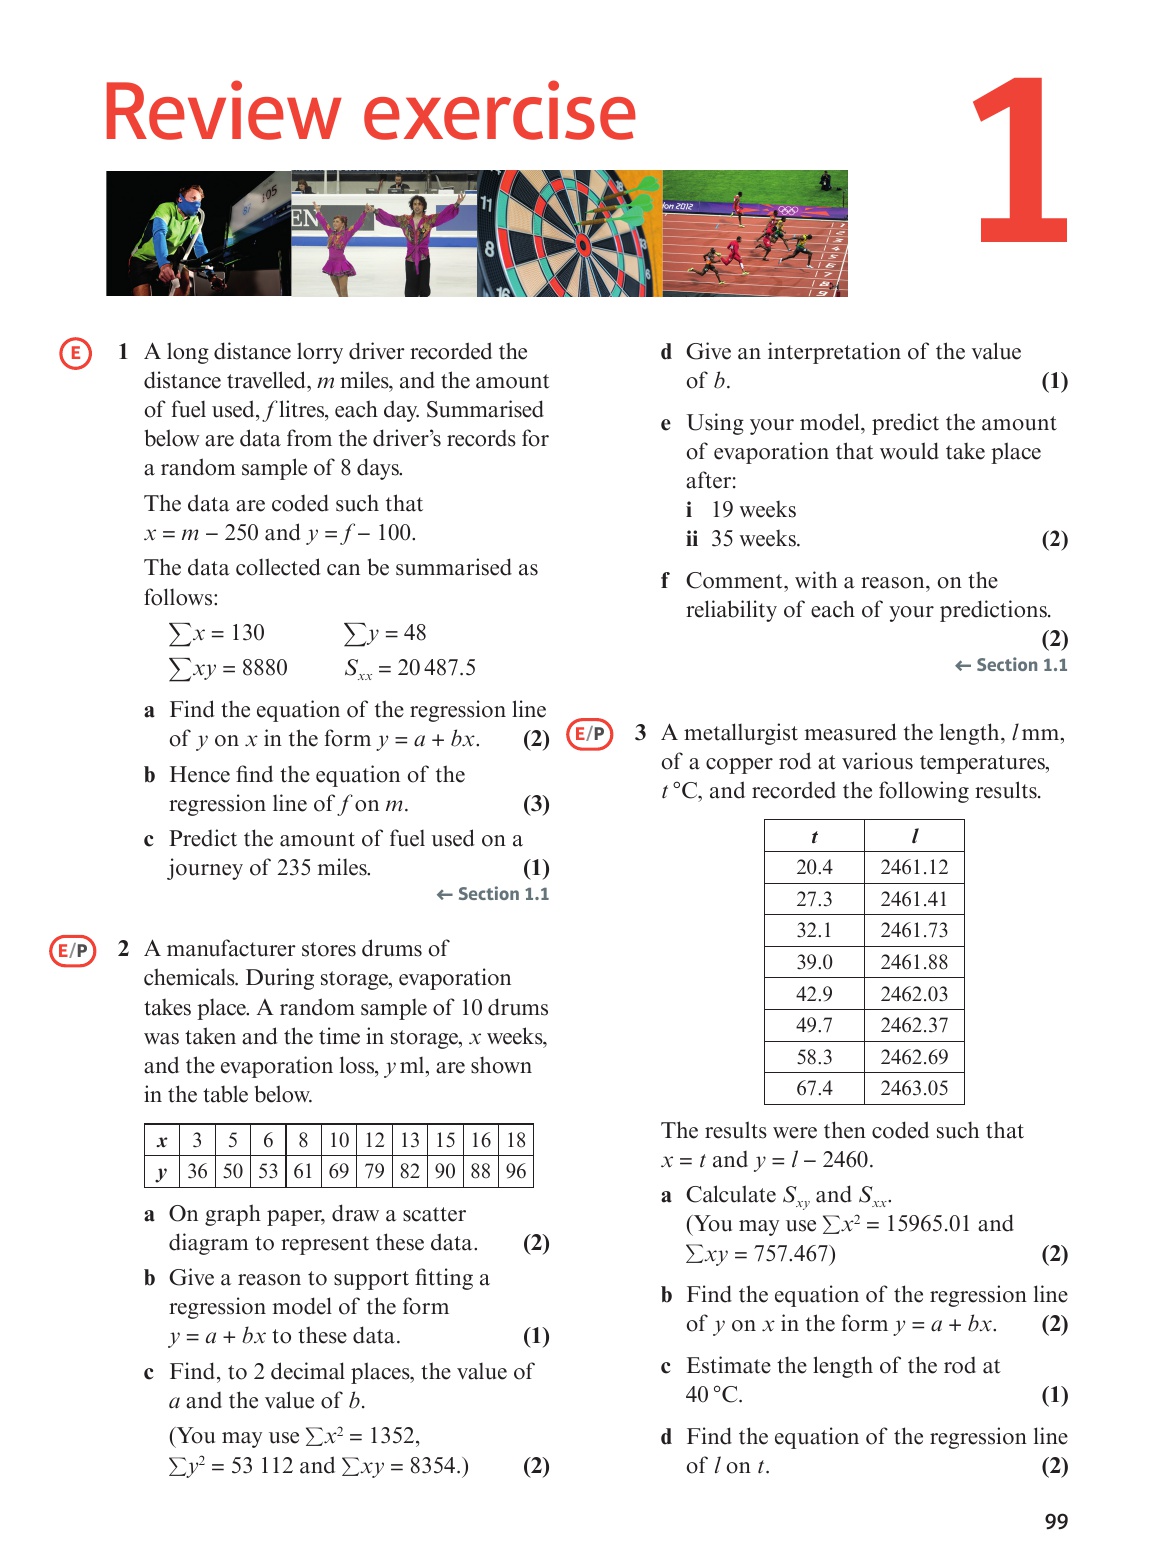 Review exercise
1
E
1 A long distance lorry driver recorded the
distance travelled, m miles, and the amount
of fuel used, f litres, each day. Summarised
below are data from the driver's records for
a random sample of 8 days.
The data are coded such that
x = m − 250 and y = f − 100.
The data collected can be summarised as
follows:
∑x = 130 ∑y = 48
∑xy = 8880 Sxx = 20 487.5
a Find the equation of the regression line
of y on x in the form y = a + bx. (2)
b Hence find the equation of the
regression line of f on m. (3)
c Predict the amount of fuel used on a
journey of 235 miles. (1)
← Section 1.1
E/P
2 A manufacturer stores drums of
chemicals. During storage, evaporation
takes place. A random sample of 10 drums
was taken and the time in storage, x weeks,
and the evaporation loss, y ml, are shown
in the table below.
x 3 5 6 8 10 12 13 15 16 18
y 36 50 53 61 69 79 82 90 88 96
a On graph paper, draw a scatter
diagram to represent these data. (2)
b Give a reason to support fitting a
regression model of the form
y = a + bx to these data. (1)
c Find, to 2 decimal places, the value of
a and the value of b.
(You may use ∑x² = 1352,
∑y² = 53 112 and ∑xy = 8354.) (2)
d Give an interpretation of the value
of b. (1)
e Using your model, predict the amount
of evaporation that would take place
after:
i 19 weeks
ii 35 weeks. (2)
f Comment, with a reason, on the
reliability of each of your predictions.
(2)
← Section 1.1
E/P
3 A metallurgist measured the length, l mm,
of a copper rod at various temperatures,
t °C, and recorded the following results.
t l
20.4 2461.12
27.3 2461.41
32.1 2461.73
39.0 2461.88
42.9 2462.03
49.7 2462.37
58.3 2462.69
67.4 2463.05
The results were then coded such that
x = t and y = l − 2460.
a Calculate Sxy and Sxx.
(You may use ∑x² = 15965.01 and
∑xy = 757.467) (2)
b Find the equation of the regression line
of y on x in the form y = a + bx. (2)
c Estimate the length of the rod at
40 °C. (1)
d Find the equation of the regression line
of l on t. (2)
99